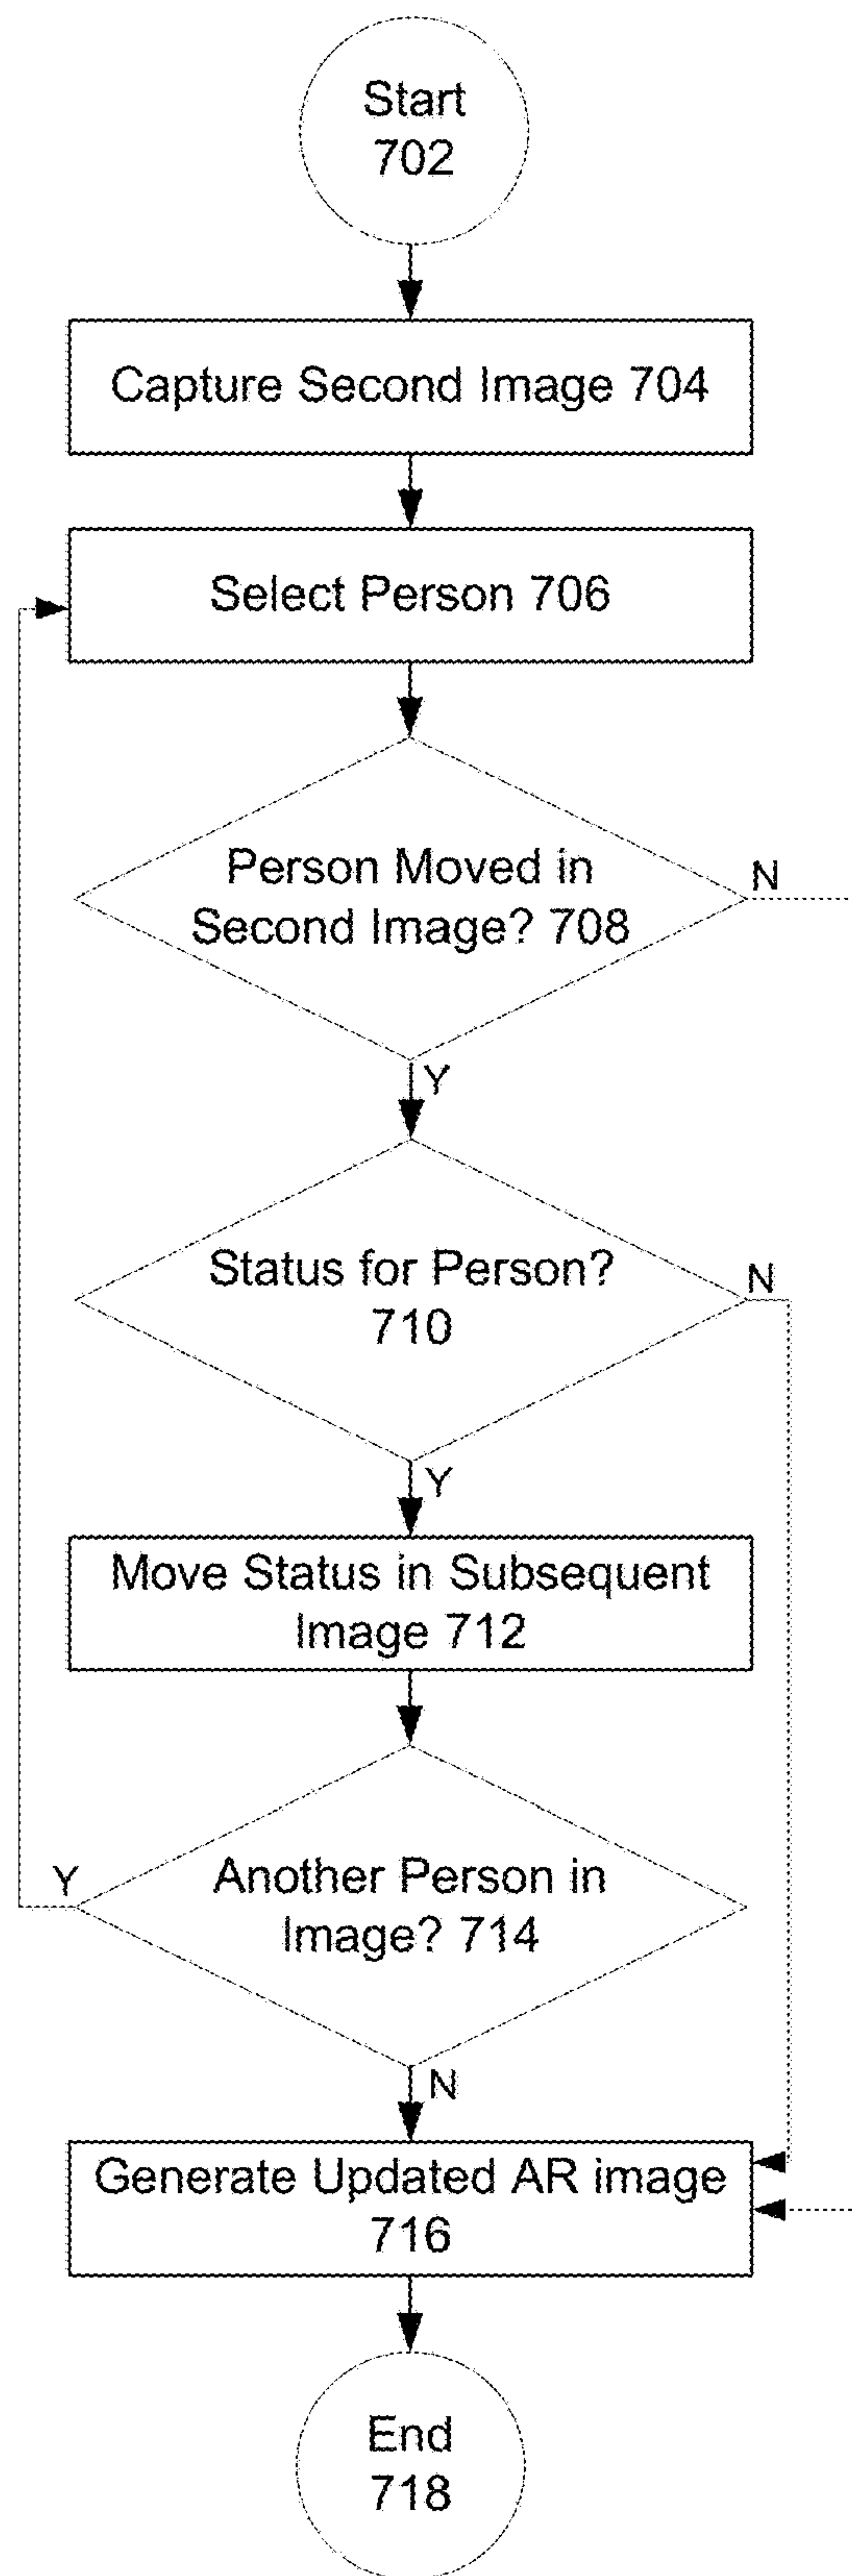 Start
702
Capture Second Image 704
Select Person 706
Person Moved in
Second Image? 708
N
Y
Status for Person?
710
N
Y
Move Status in Subsequent
Image 712
Another Person in
Image? 714
Y
N
Generate Updated AR image
716
End
718